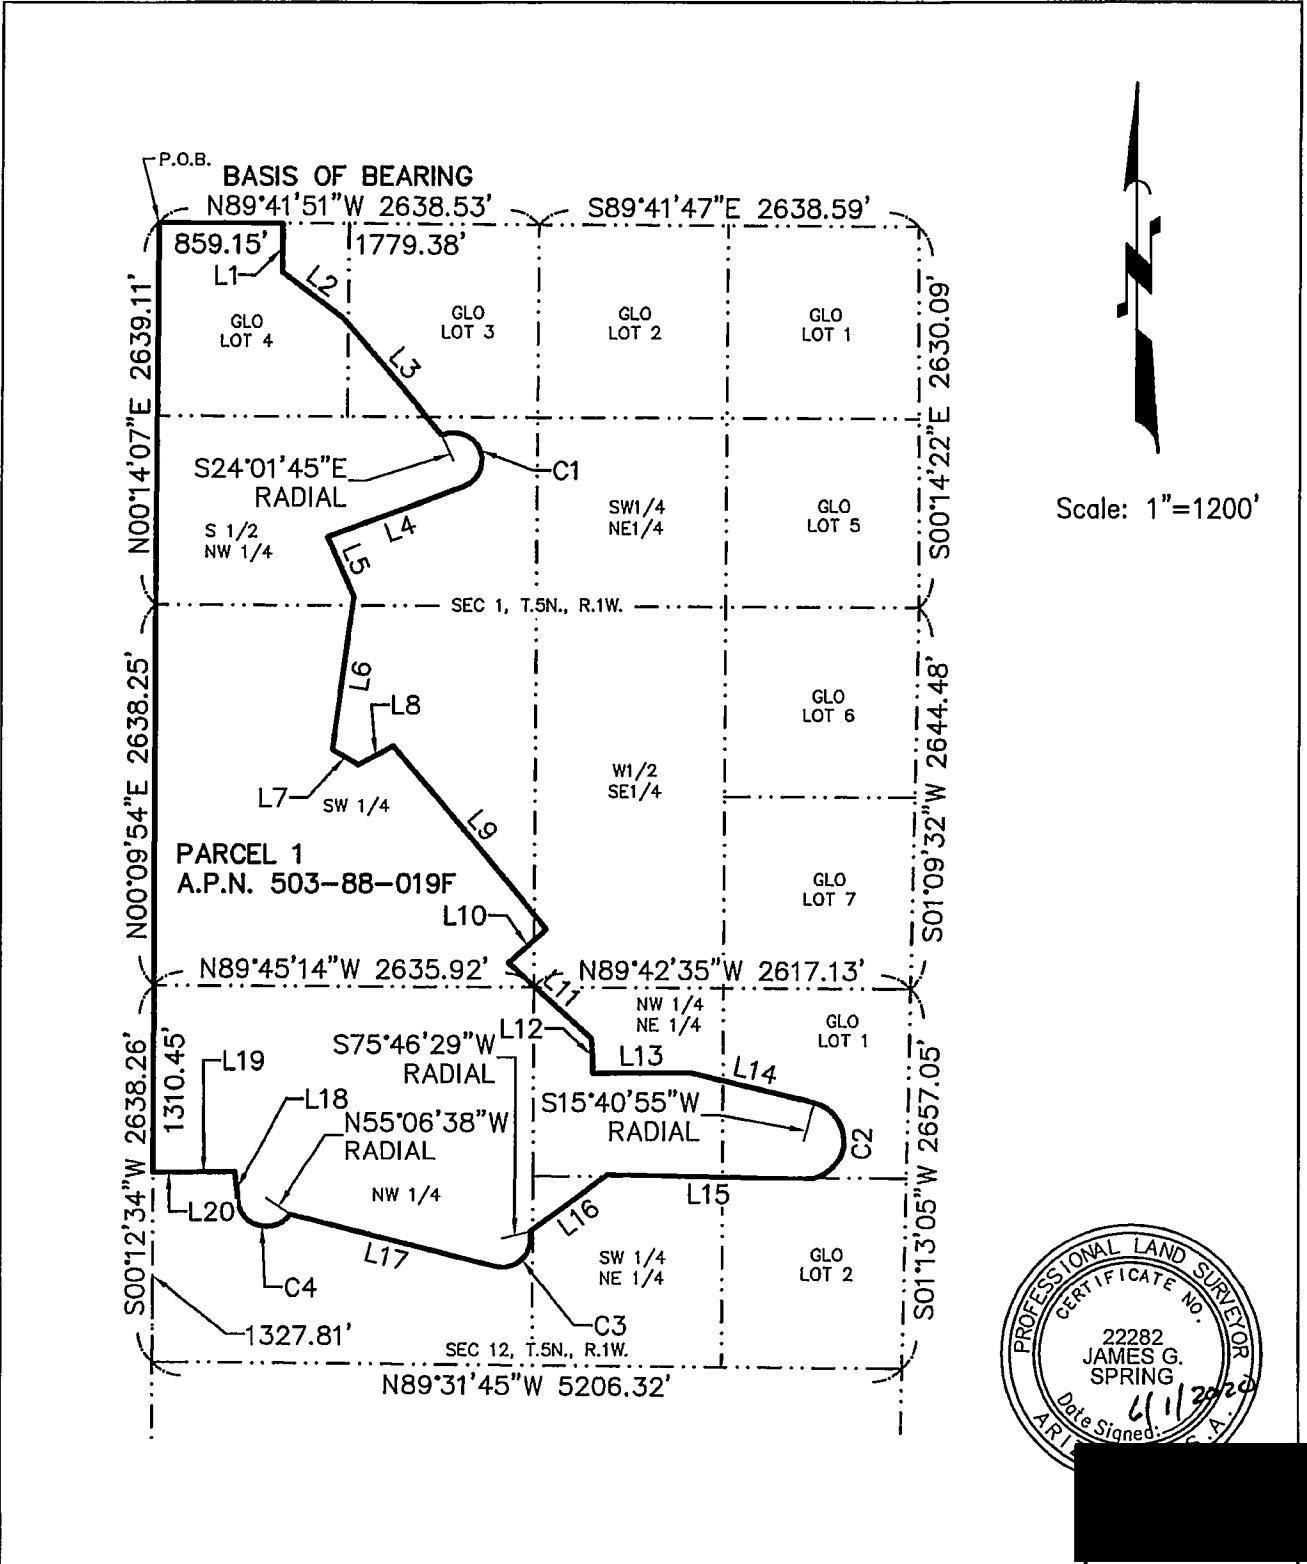 P.O.B.
BASIS OF BEARING
N89°41'51"W 2638.53'
S89°41'47"E 2638.59'
859.15'
1779.38'
L1
L2
GLO
LOT 4
GLO
LOT 3
GLO
LOT 2
GLO
LOT 1
N00°14'07"E 2639.11'
S00°14'22"E 2630.09'
L3
S24°01'45"E
RADIAL
C1
Scale: 1"=1200'
S 1/2
NW 1/4
L4
SW1/4
NE1/4
GLO
LOT 5
L5
SEC 1, T.5N., R.1W.
L6
L8
GLO
LOT 6
N00°09'54"E 2638.25'
S01°09'32"W 2644.48'
L7
SW 1/4
W1/2
SE1/4
L9
PARCEL 1
A.P.N. 503-88-019F
GLO
LOT 7
L10
N89°45'14"W 2635.92'
N89°42'35"W 2617.13'
L11
NW 1/4
NE 1/4
GLO
LOT 1
L12
S75°46'29"W
RADIAL
L13
L14
L19
1310.45'
S00°12'34"W 2638.26'
S01°13'05"W 2657.05'
L18
N55°06'38"W
RADIAL
S15°40'55"W
RADIAL
C2
NW 1/4
L20
L15
L16
L17
SW 1/4
NE 1/4
GLO
LOT 2
C4
C3
1327.81'
SEC 12, T.5N., R.1W.
N89°31'45"W 5206.32'
PROFESSIONAL LAND SURVEYOR
CERTIFICATE NO.
22282
JAMES G.
SPRING
6/1/2020
Date Signed: